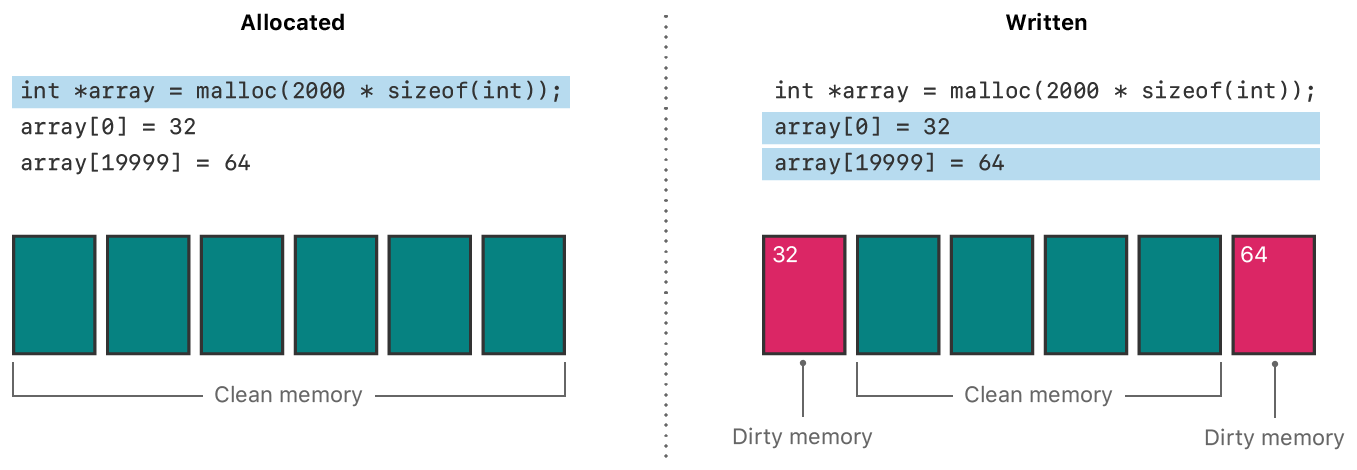 Allocated
int *array = malloc(2000 * sizeof(int));
array[0] = 32
array[19999] = 64
Clean memory
Written
int *array = malloc(2000 * sizeof(int));
array[0] = 32
array[19999] = 64
32
64
Clean memory
Dirty memory
Dirty memory